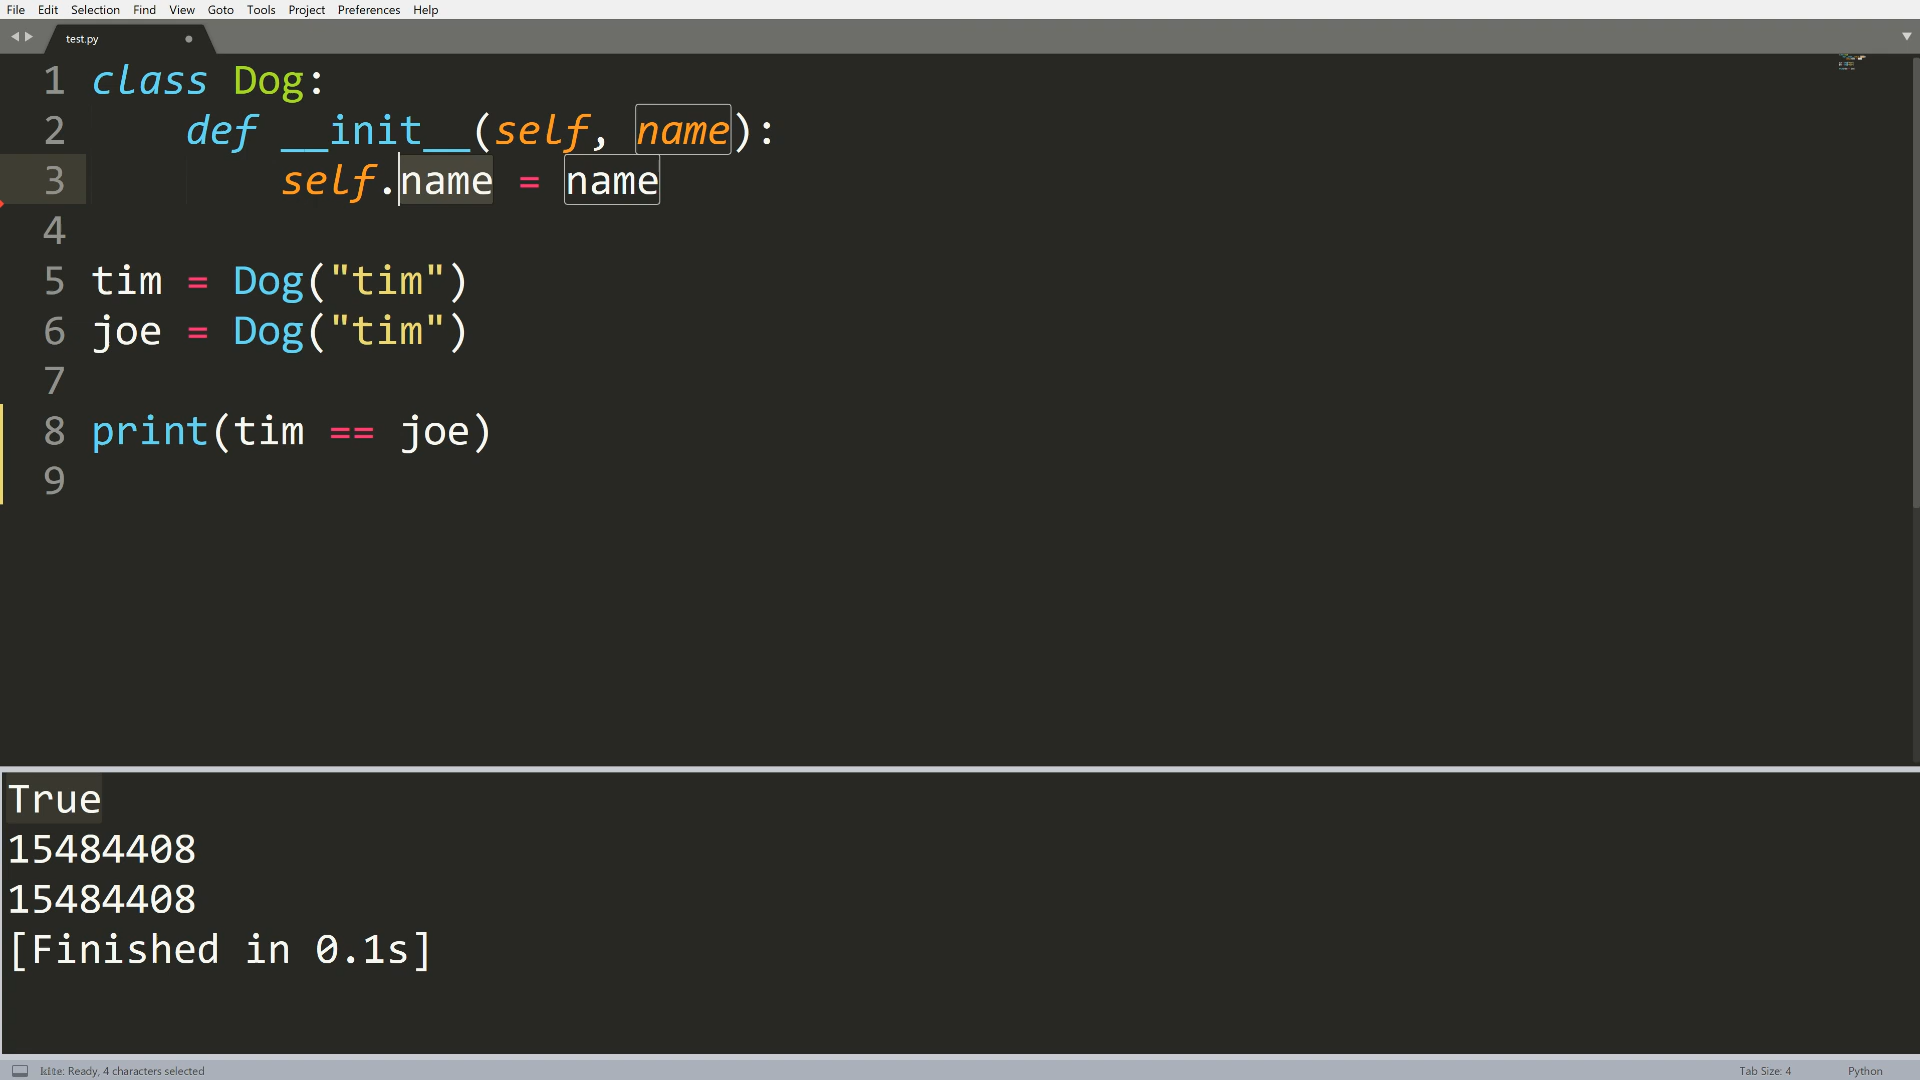 File Edit Selection Find View Goto Tools Project Preferences Help
test.py
1 class Dog:
2     def __init__(self, name):
3         self.name = name
4
5 tim = Dog("tim")
6 joe = Dog("tim")
7
8 print(tim == joe)
9
True
15484408
15484408
[Finished in 0.1s]
kite: Ready, 4 characters selected Tab Size: 4 Python